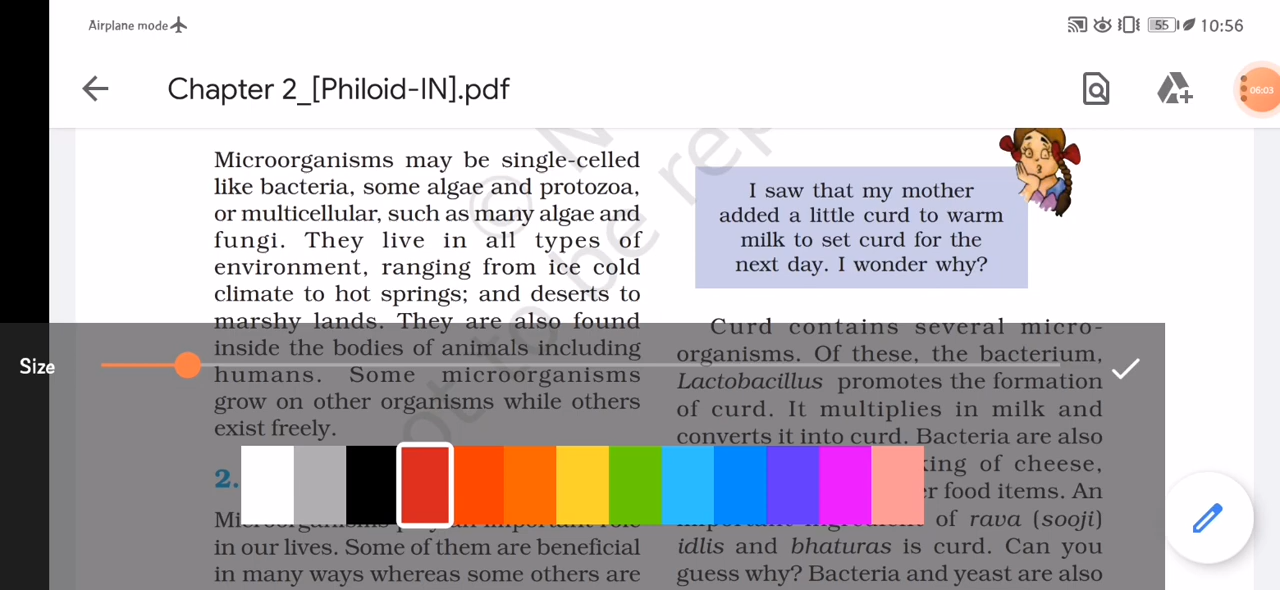 Airplane mode
55 10:56
Chapter 2_[Philoid-IN].pdf
06:03
Microorganisms may be single-celled
like bacteria, some algae and protozoa,
or multicellular, such as many algae and
fungi. They live in all types of
environment, ranging from ice cold
climate to hot springs; and deserts to
marshy lands. They are also found
inside the bodies of animals including
humans. Some microorganisms
grow on other organisms while others
exist freely.
2.
in our lives. Some of them are beneficial
in many ways whereas some others are
I saw that my mother
added a little curd to warm
milk to set curd for the
next day. I wonder why?
Curd contains several micro-
organisms. Of these, the bacterium,
Lactobacillus promotes the formation
of curd. It multiplies in milk and
converts it into curd. Bacteria are also
of cheese,
food items. An
of rava (sooji)
idlis and bhaturas is curd. Can you
guess why? Bacteria and yeast are also
Size
© N
not to be rep